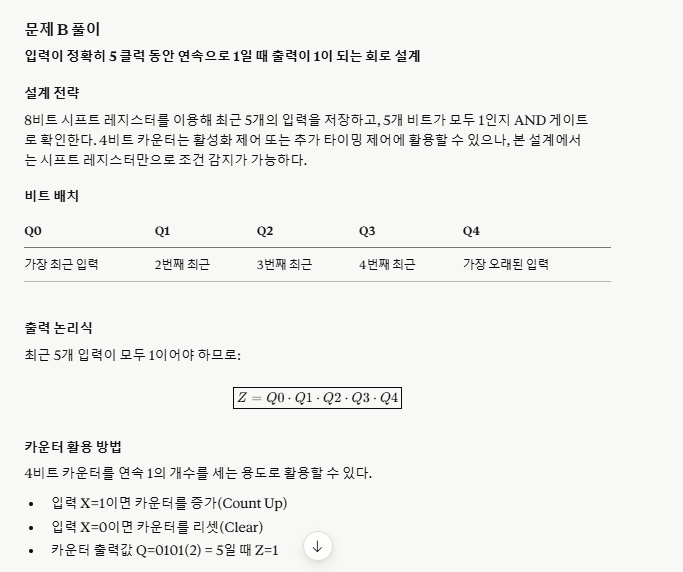 문제 B 풀이
입력이 정확히 5 클럭 동안 연속으로 1일 때 출력이 1이 되는 회로 설계
설계 전략
8비트 시프트 레지스터를 이용해 최근 5개의 입력을 저장하고, 5개 비트가 모두 1인지 AND 게이트
로 확인한다. 4비트 카운터는 활성화 제어 또는 추가 타이밍 제어에 활용할 수 있으나, 본 설계에서
는 시프트 레지스터만으로 조건 감지가 가능하다.
비트 배치
Q0 Q1 Q2 Q3 Q4
가장 최근 입력 2번째 최근 3번째 최근 4번째 최근 가장 오래된 입력
출력 논리식
최근 5개 입력이 모두 1이어야 하므로:
Z = Q0 · Q1 · Q2 · Q3 · Q4
카운터 활용 방법
4비트 카운터를 연속 1의 개수를 세는 용도로 활용할 수 있다.
• 입력 X=1이면 카운터를 증가(Count Up)
• 입력 X=0이면 카운터를 리셋(Clear)
• 카운터 출력값 Q=0101(2) = 5일 때 Z=1